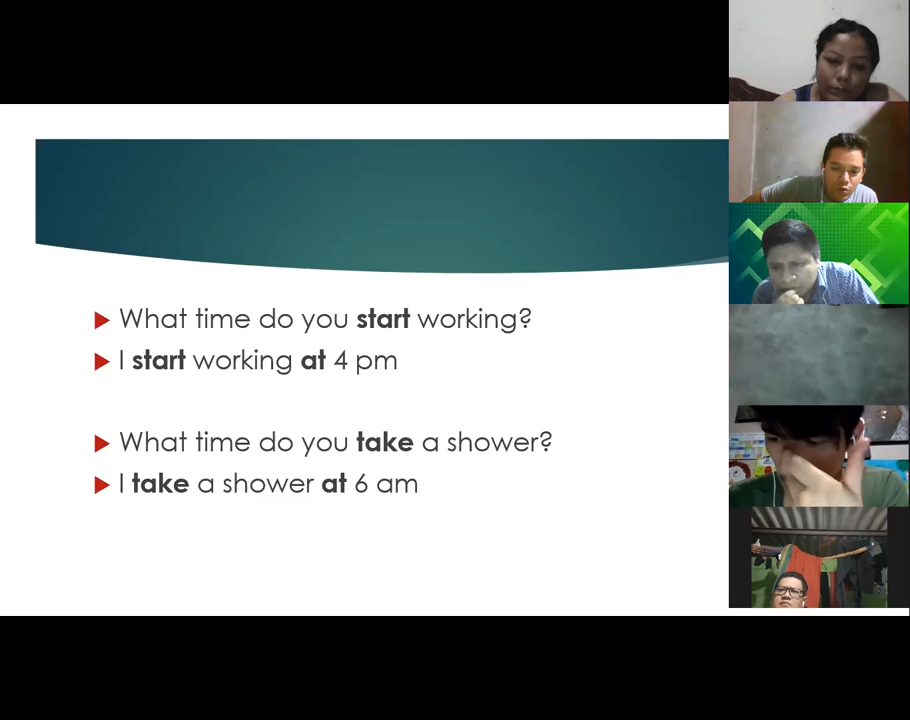 What time do you start working?
I start working at 4 pm
What time do you take a shower?
I take a shower at 6 am